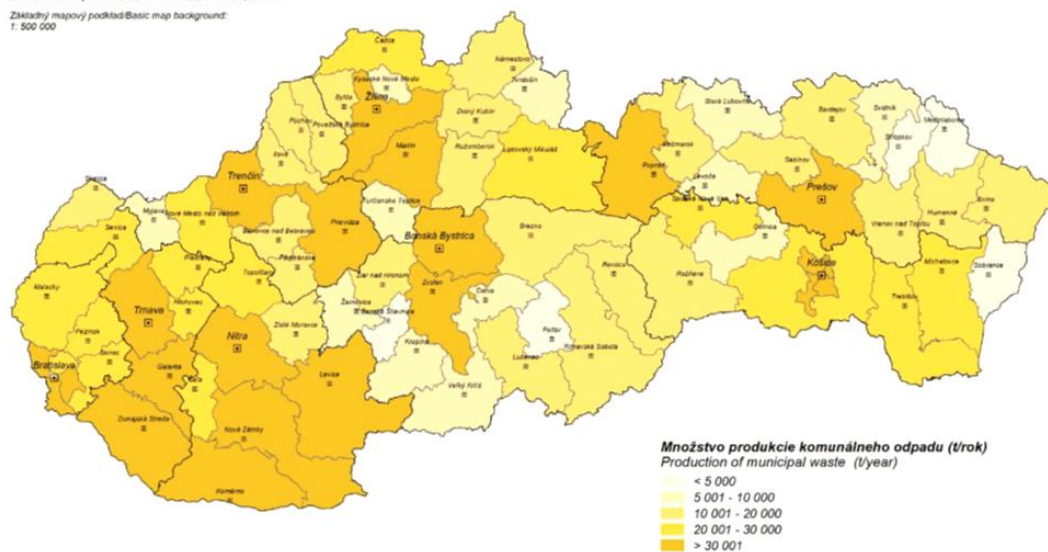 Základný mapový podklad/Basic map background:
1: 500 000
Čadca
Námestovo
Kysucké Nové Mesto
Tvrdošín
Bytča
Žilina
Stará Ľubovňa
Bardejov
Svidník
Medzilaborce
Púchov
Považská Bystrica
Dolný Kubín
Stropkov
Ilava
Martin
Ružomberok
Liptovský Mikuláš
Kežmarok
Poprad
Levoča
Sabinov
Trenčín
Prešov
Skalica
Myjava
Nové Mesto nad Váhom
Turčianske Teplice
Spišská Nová Ves
Snina
Prievidza
Vranov nad Topľou
Humenné
Senica
Bánovce nad Bebravou
Banská Bystrica
Brezno
Gelnica
Piešťany
Partizánske
Topoľčany
Žiar nad Hronom
Revúca
Rožňava
Košice
Michalovce
Sobrance
Malacky
Zvolen
Hlohovec
Žarnovica
Detva
Trebišov
Trnava
Banská Štiavnica
Pezinok
Zlaté Moravce
Nitra
Krupina
Poltár
Rimavská Sobota
Senec
Lučenec
Bratislava
Galanta
Šaľa
Levice
Veľký Krtíš
Dunajská Streda
Nové Zámky
Komárno
Množstvo produkcie komunálneho odpadu (t/rok)
Production of municipal waste (t/year)
< 5 000
5 001 - 10 000
10 001 - 20 000
20 001 - 30 000
> 30 001